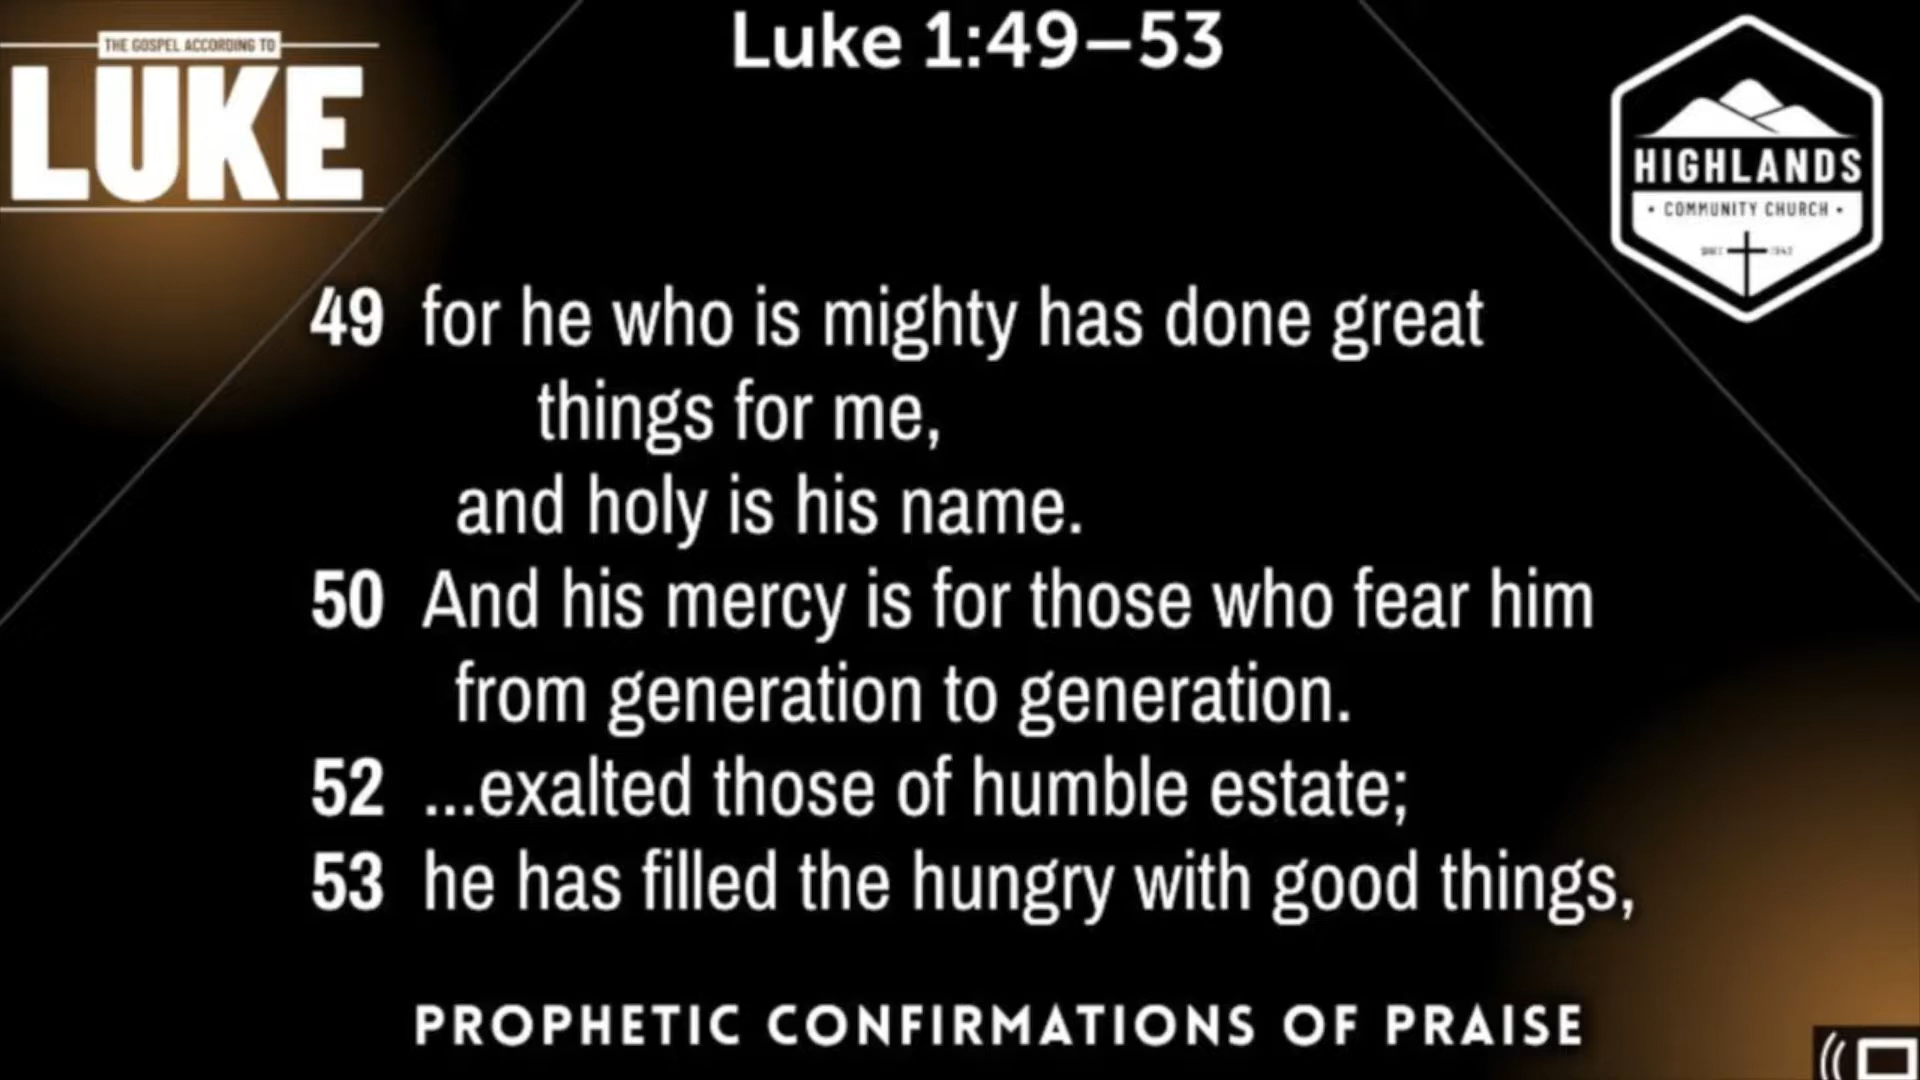 THE GOSPEL ACCORDING TO
LUKE
Luke 1:49–53
HIGHLANDS
• COMMUNITY CHURCH •
49 for he who is mighty has done great
things for me,
and holy is his name.
50 And his mercy is for those who fear him
from generation to generation.
52 ...exalted those of humble estate;
53 he has filled the hungry with good things,
PROPHETIC CONFIRMATIONS OF PRAISE